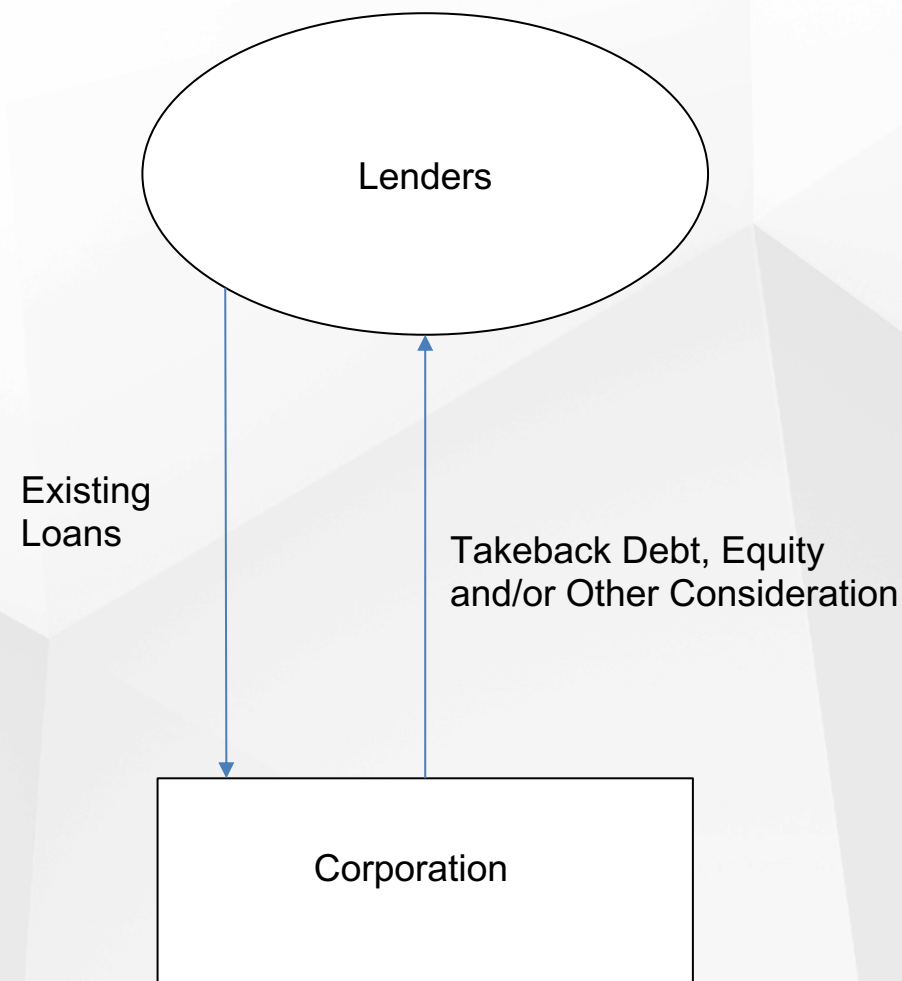 Lenders
Existing
Loans
Takeback Debt, Equity
and/or Other Consideration
Corporation